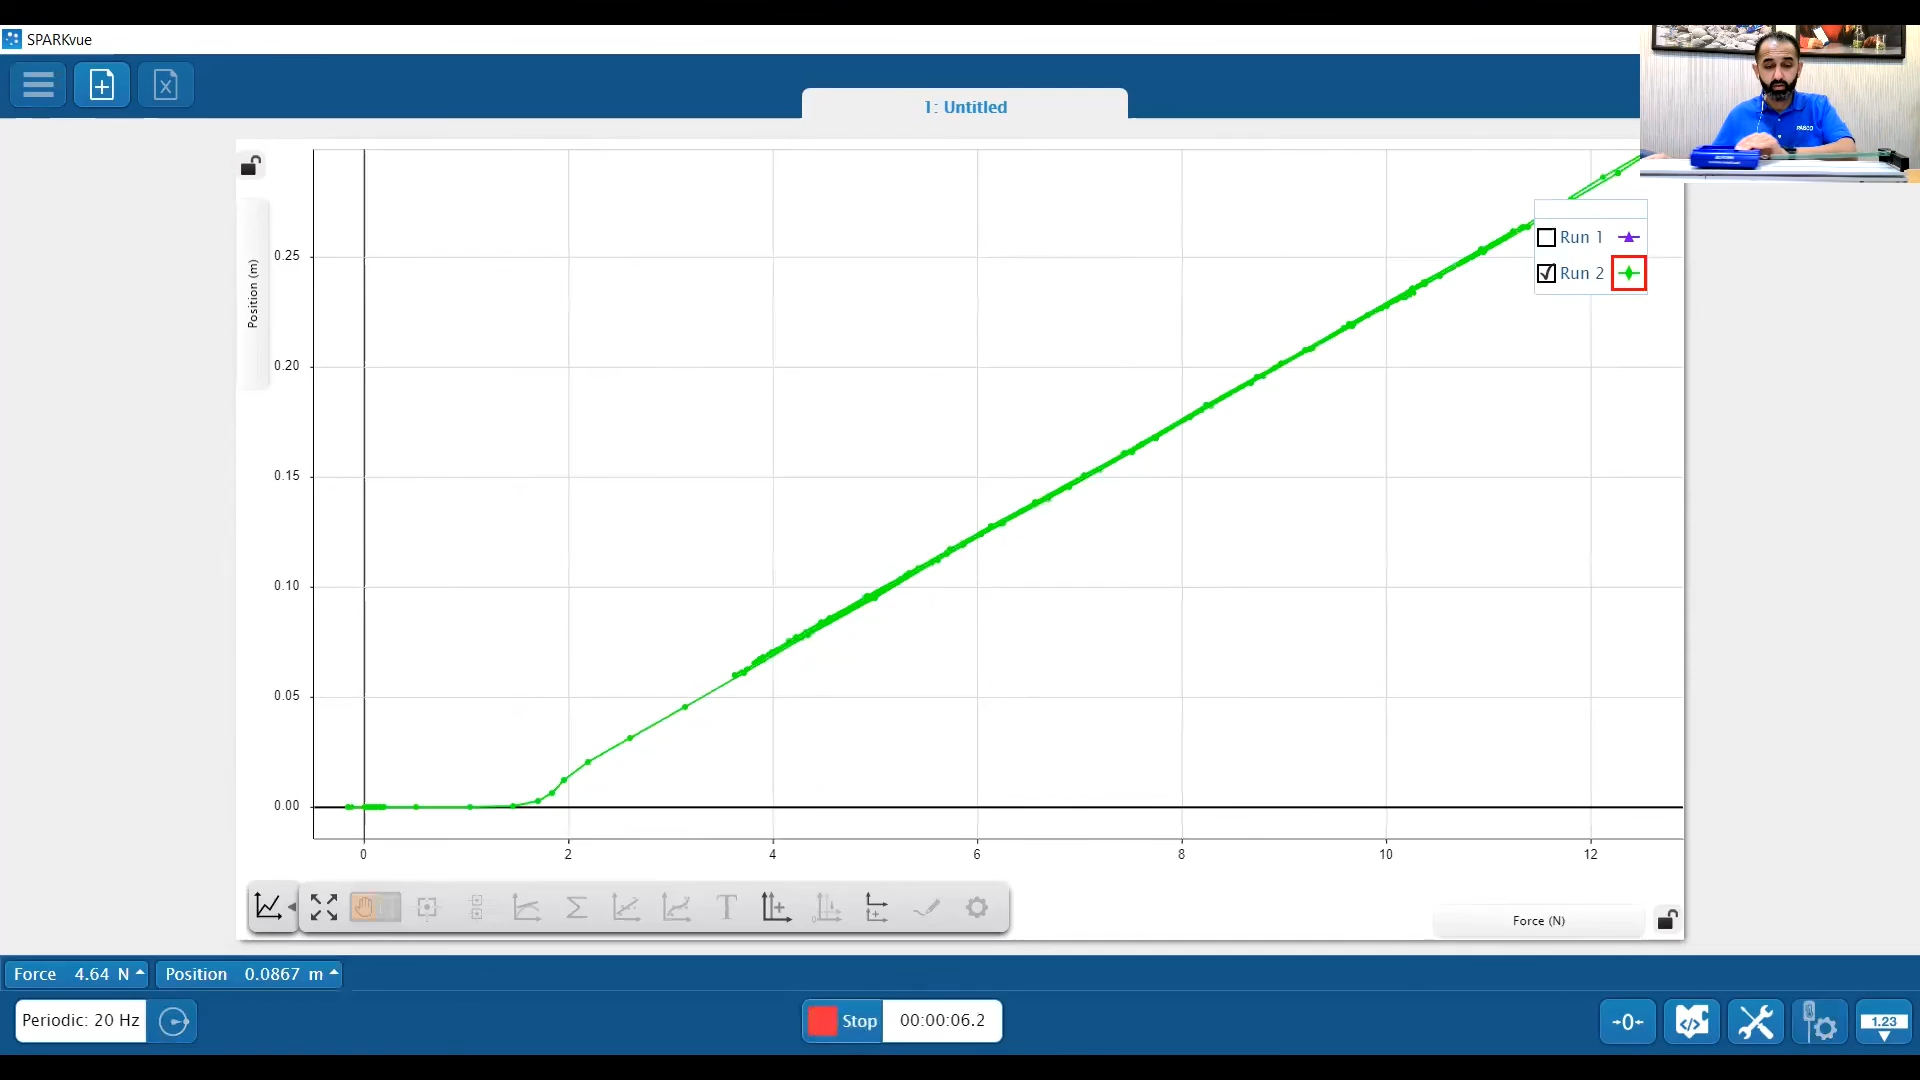 SPARKvue
1: Untitled
PASCO
Position (m)
0.25
0.20
0.15
0.10
0.05
0.00
Run 1
Run 2
0 2 4 6 8 10 12
Σ T
Force (N)
Force 4.64 N Position 0.0867 m
Periodic: 20 Hz
Stop 00:00:06.2
→0← </> 1.23